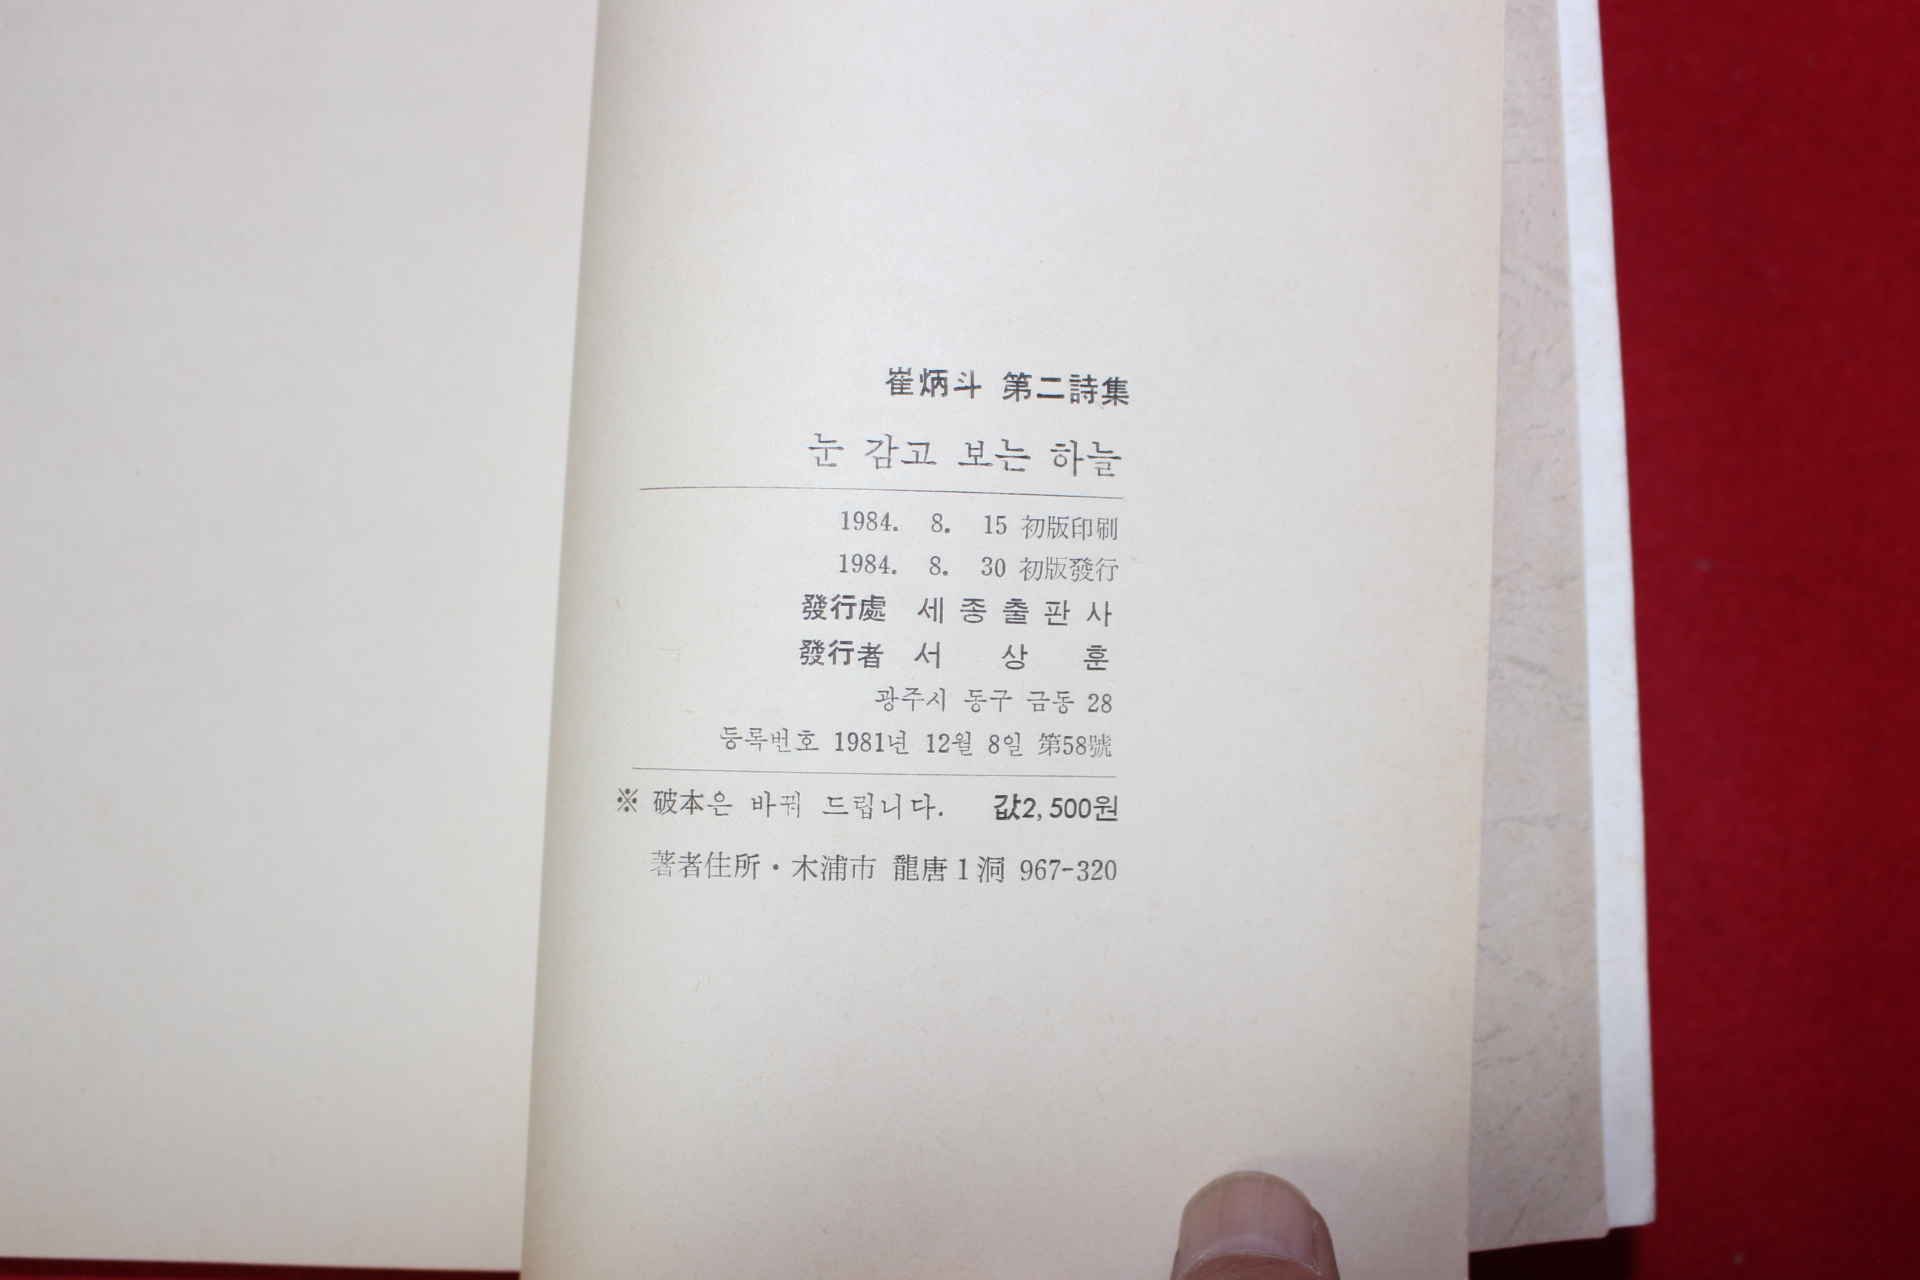 崔炳斗 第二詩集
눈 감고 보는 하늘
1984. 8. 15 初版印刷
1984. 8. 30 初版發行
發行處 세종출판사
發行者 서상훈
광주시 동구 금동 28
등록번호 1981년 12월 8일 第58號
※ 破本은 바꿔 드립니다. 값2,500원
著者住所·木浦市 龍唐1洞 967-320